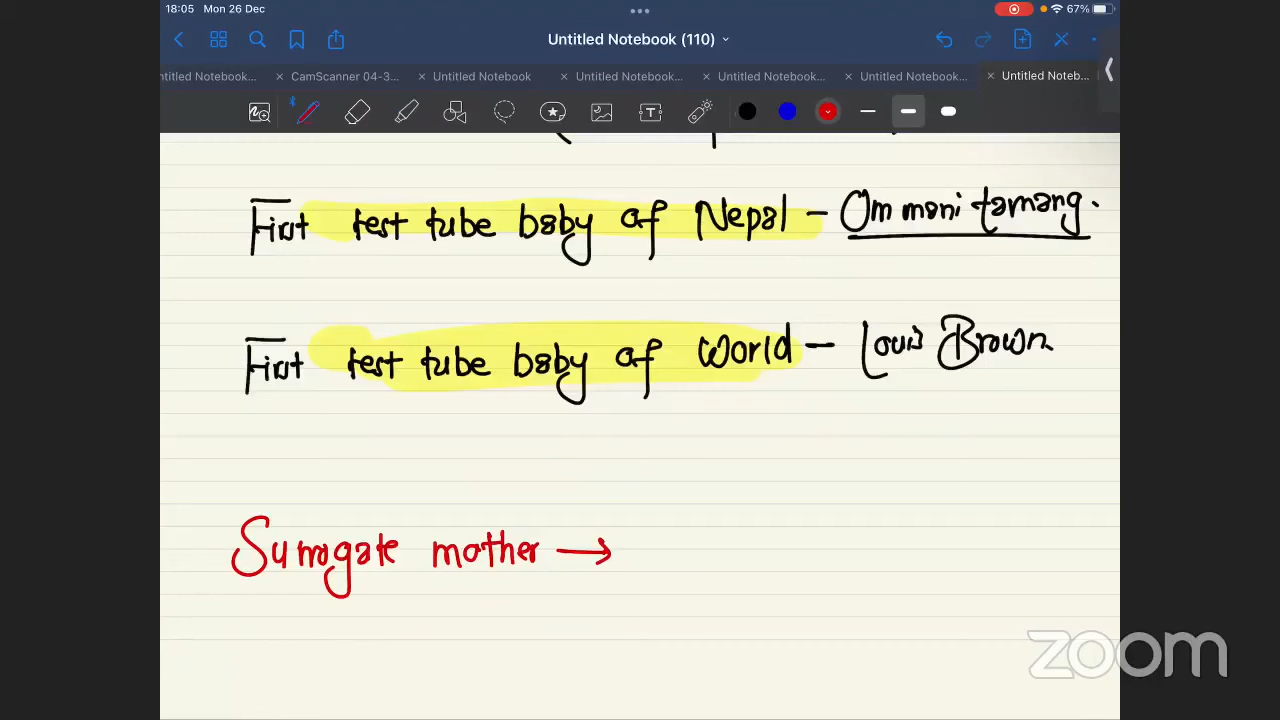 18:05 Mon 26 Dec
67%
Untitled Notebook (110)
ntitled Notebook...
CamScanner 04-3...
Untitled Notebook
Untitled Notebook...
Untitled Notebook...
Untitled Notebook...
Untitled Noteb...
First test tube baby of Nepal - Om mani tamang.
First test tube baby of World - Louis Brown
Surrogate mother →
zoom